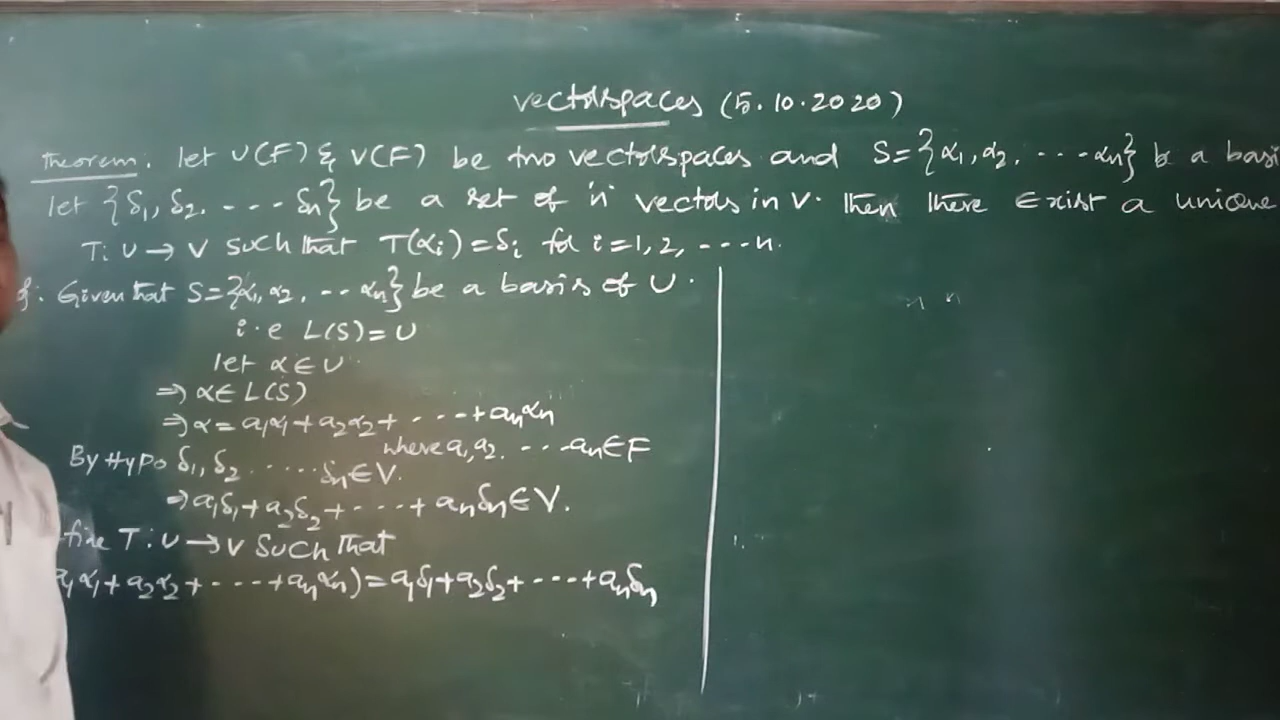 vectorspaces (5.10.2020)
Theorem. let U(F) & V(F) be two vectorspaces and S={α₁,α₂,....αₙ} be a basi
let {δ₁,δ₂....δₙ} be a set of 'n' vectors in V. Then there Exist a unique
T:U→V such that T(αᵢ)=δᵢ for i=1,2,...n.
f: Given that S={α₁,α₂,...αₙ} be a basis of U.
i.e L(S)=U
let α∈U
⇒α∈L(S)
⇒α=a₁α₁+a₂α₂+....+aₙαₙ
where a₁,a₂....aₙ∈F
By Hypo δ₁,δ₂.....δₙ∈V.
⇒a₁δ₁+a₂δ₂+....+aₙδₙ∈V.
fine T:U→V such that
a₁α₁+a₂α₂+....+aₙαₙ)=a₁δ₁+a₂δ₂+....+aₙδₙ